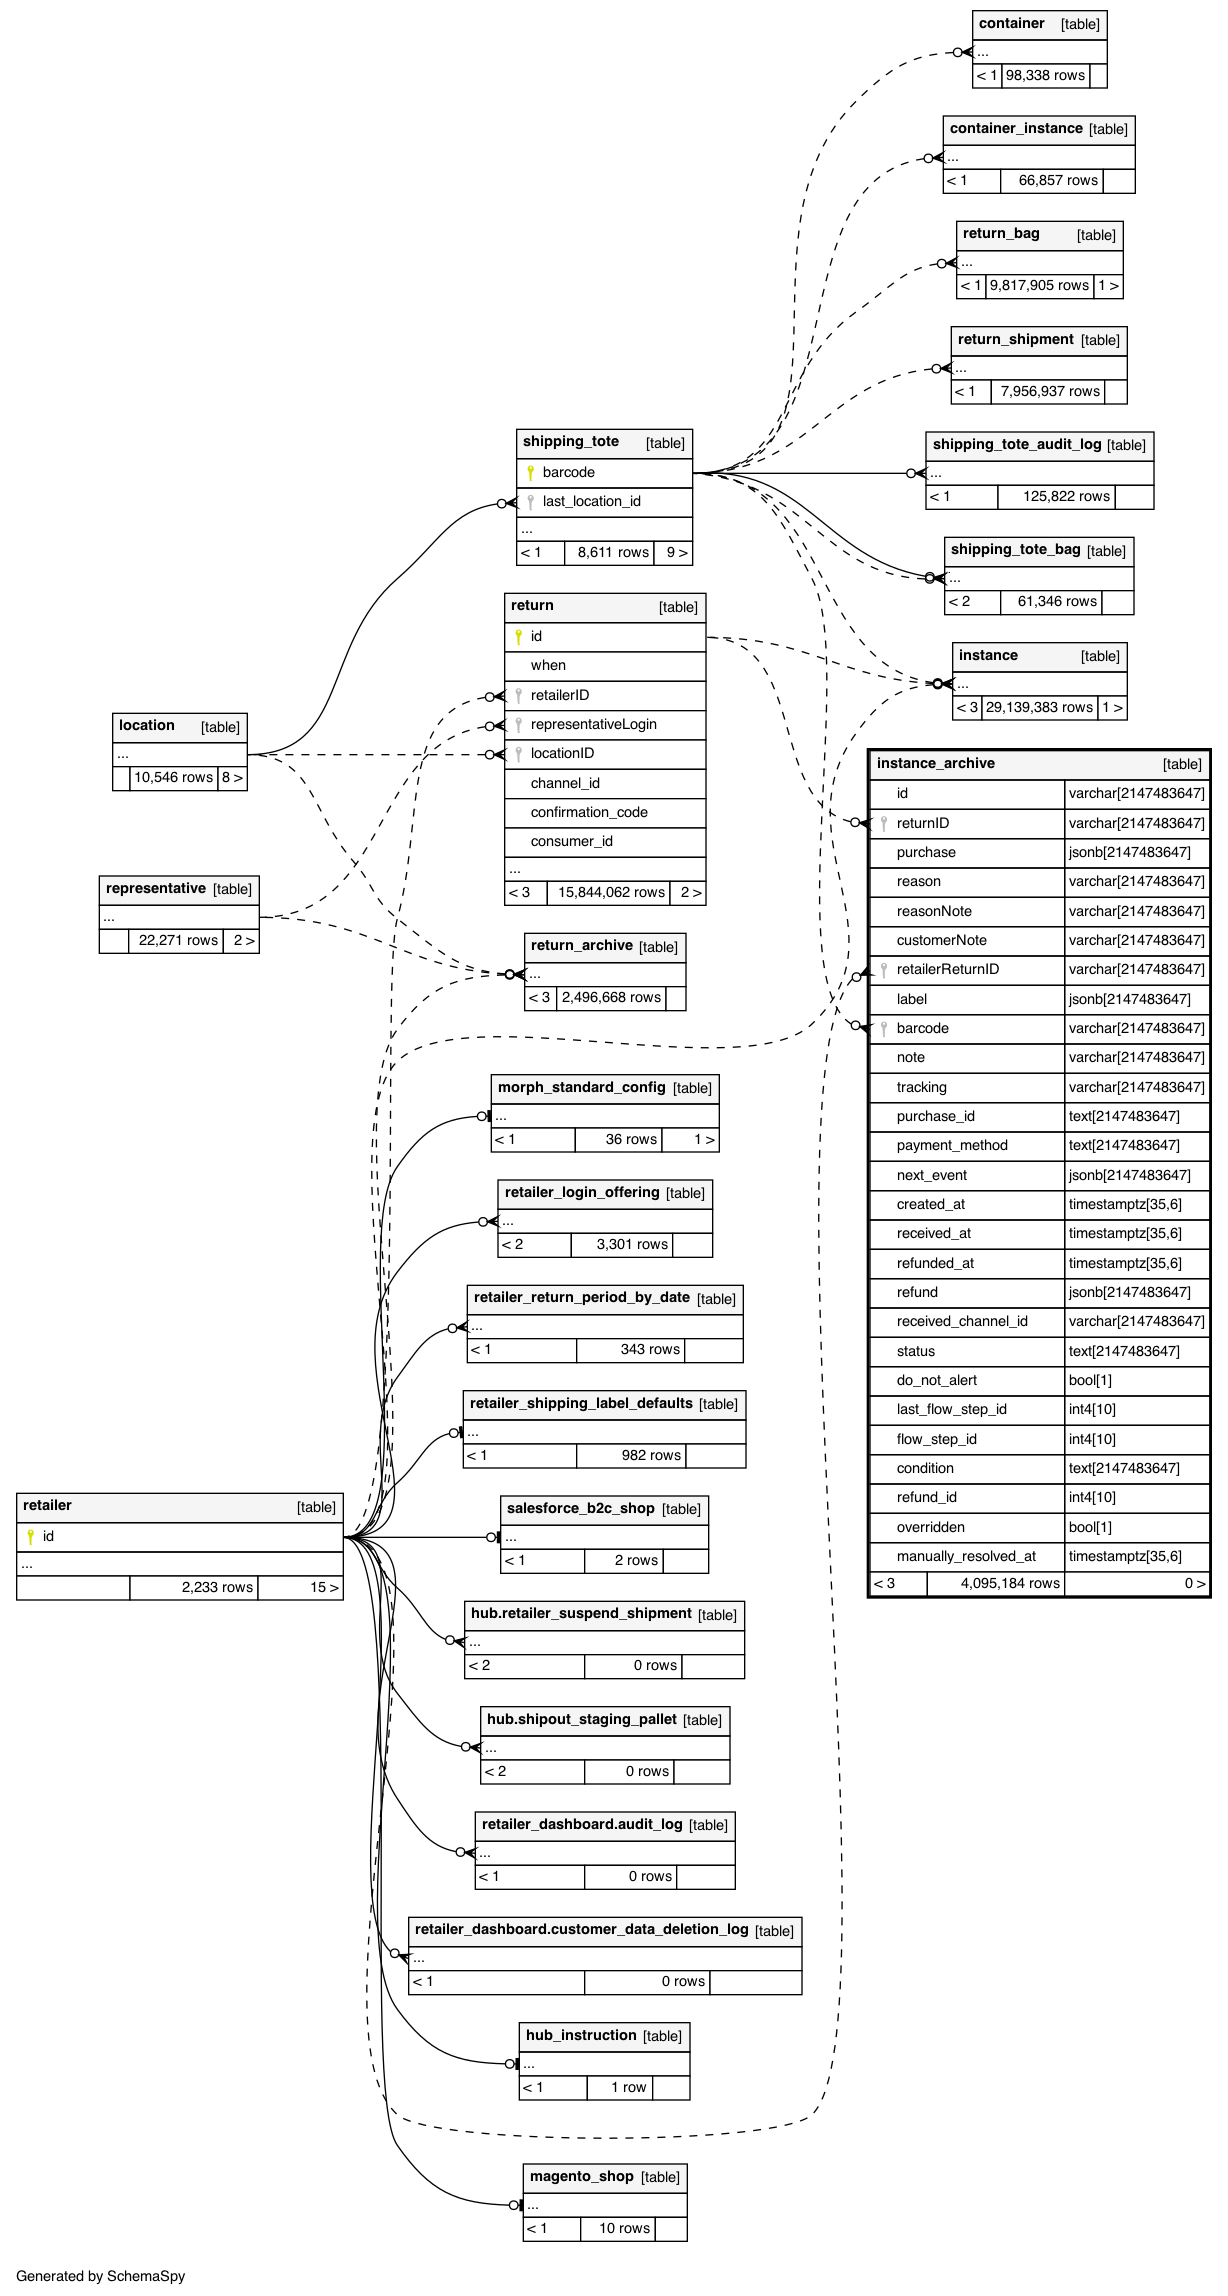 container [table]
...
< 1 98,338 rows
container_instance [table]
...
< 1 66,857 rows
return_bag [table]
...
< 1 9,817,905 rows 1 >
return_shipment [table]
...
< 1 7,956,937 rows
shipping_tote_audit_log [table]
...
< 1 125,822 rows
shipping_tote_bag [table]
...
< 2 61,346 rows
instance [table]
...
< 3 29,139,383 rows 1 >
shipping_tote [table]
barcode
last_location_id
...
< 1 8,611 rows 9 >
return [table]
id
when
retailerID
representativeLogin
locationID
channel_id
confirmation_code
consumer_id
...
< 3 15,844,062 rows 2 >
location [table]
...
10,546 rows 8 >
representative [table]
...
22,271 rows 2 >
return_archive [table]
...
< 3 2,496,668 rows
instance_archive [table]
id varchar[2147483647]
returnID varchar[2147483647]
purchase jsonb[2147483647]
reason varchar[2147483647]
reasonNote varchar[2147483647]
customerNote varchar[2147483647]
retailerReturnID varchar[2147483647]
label jsonb[2147483647]
barcode varchar[2147483647]
note varchar[2147483647]
tracking varchar[2147483647]
purchase_id text[2147483647]
payment_method text[2147483647]
next_event jsonb[2147483647]
created_at timestamptz[35,6]
received_at timestamptz[35,6]
refunded_at timestamptz[35,6]
refund jsonb[2147483647]
received_channel_id varchar[2147483647]
status text[2147483647]
do_not_alert bool[1]
last_flow_step_id int4[10]
flow_step_id int4[10]
condition text[2147483647]
refund_id int4[10]
overridden bool[1]
manually_resolved_at timestamptz[35,6]
< 3 4,095,184 rows 0 >
morph_standard_config [table]
...
< 1 36 rows 1 >
retailer_login_offering [table]
...
< 2 3,301 rows
retailer_return_period_by_date [table]
...
< 1 343 rows
retailer_shipping_label_defaults [table]
...
< 1 982 rows
retailer [table]
id
...
2,233 rows 15 >
salesforce_b2c_shop [table]
...
< 1 2 rows
hub.retailer_suspend_shipment [table]
...
< 2 0 rows
hub.shipout_staging_pallet [table]
...
< 2 0 rows
retailer_dashboard.audit_log [table]
...
< 1 0 rows
retailer_dashboard.customer_data_deletion_log [table]
...
< 1 0 rows
hub_instruction [table]
...
< 1 1 row
magento_shop [table]
...
< 1 10 rows
Generated by SchemaSpy